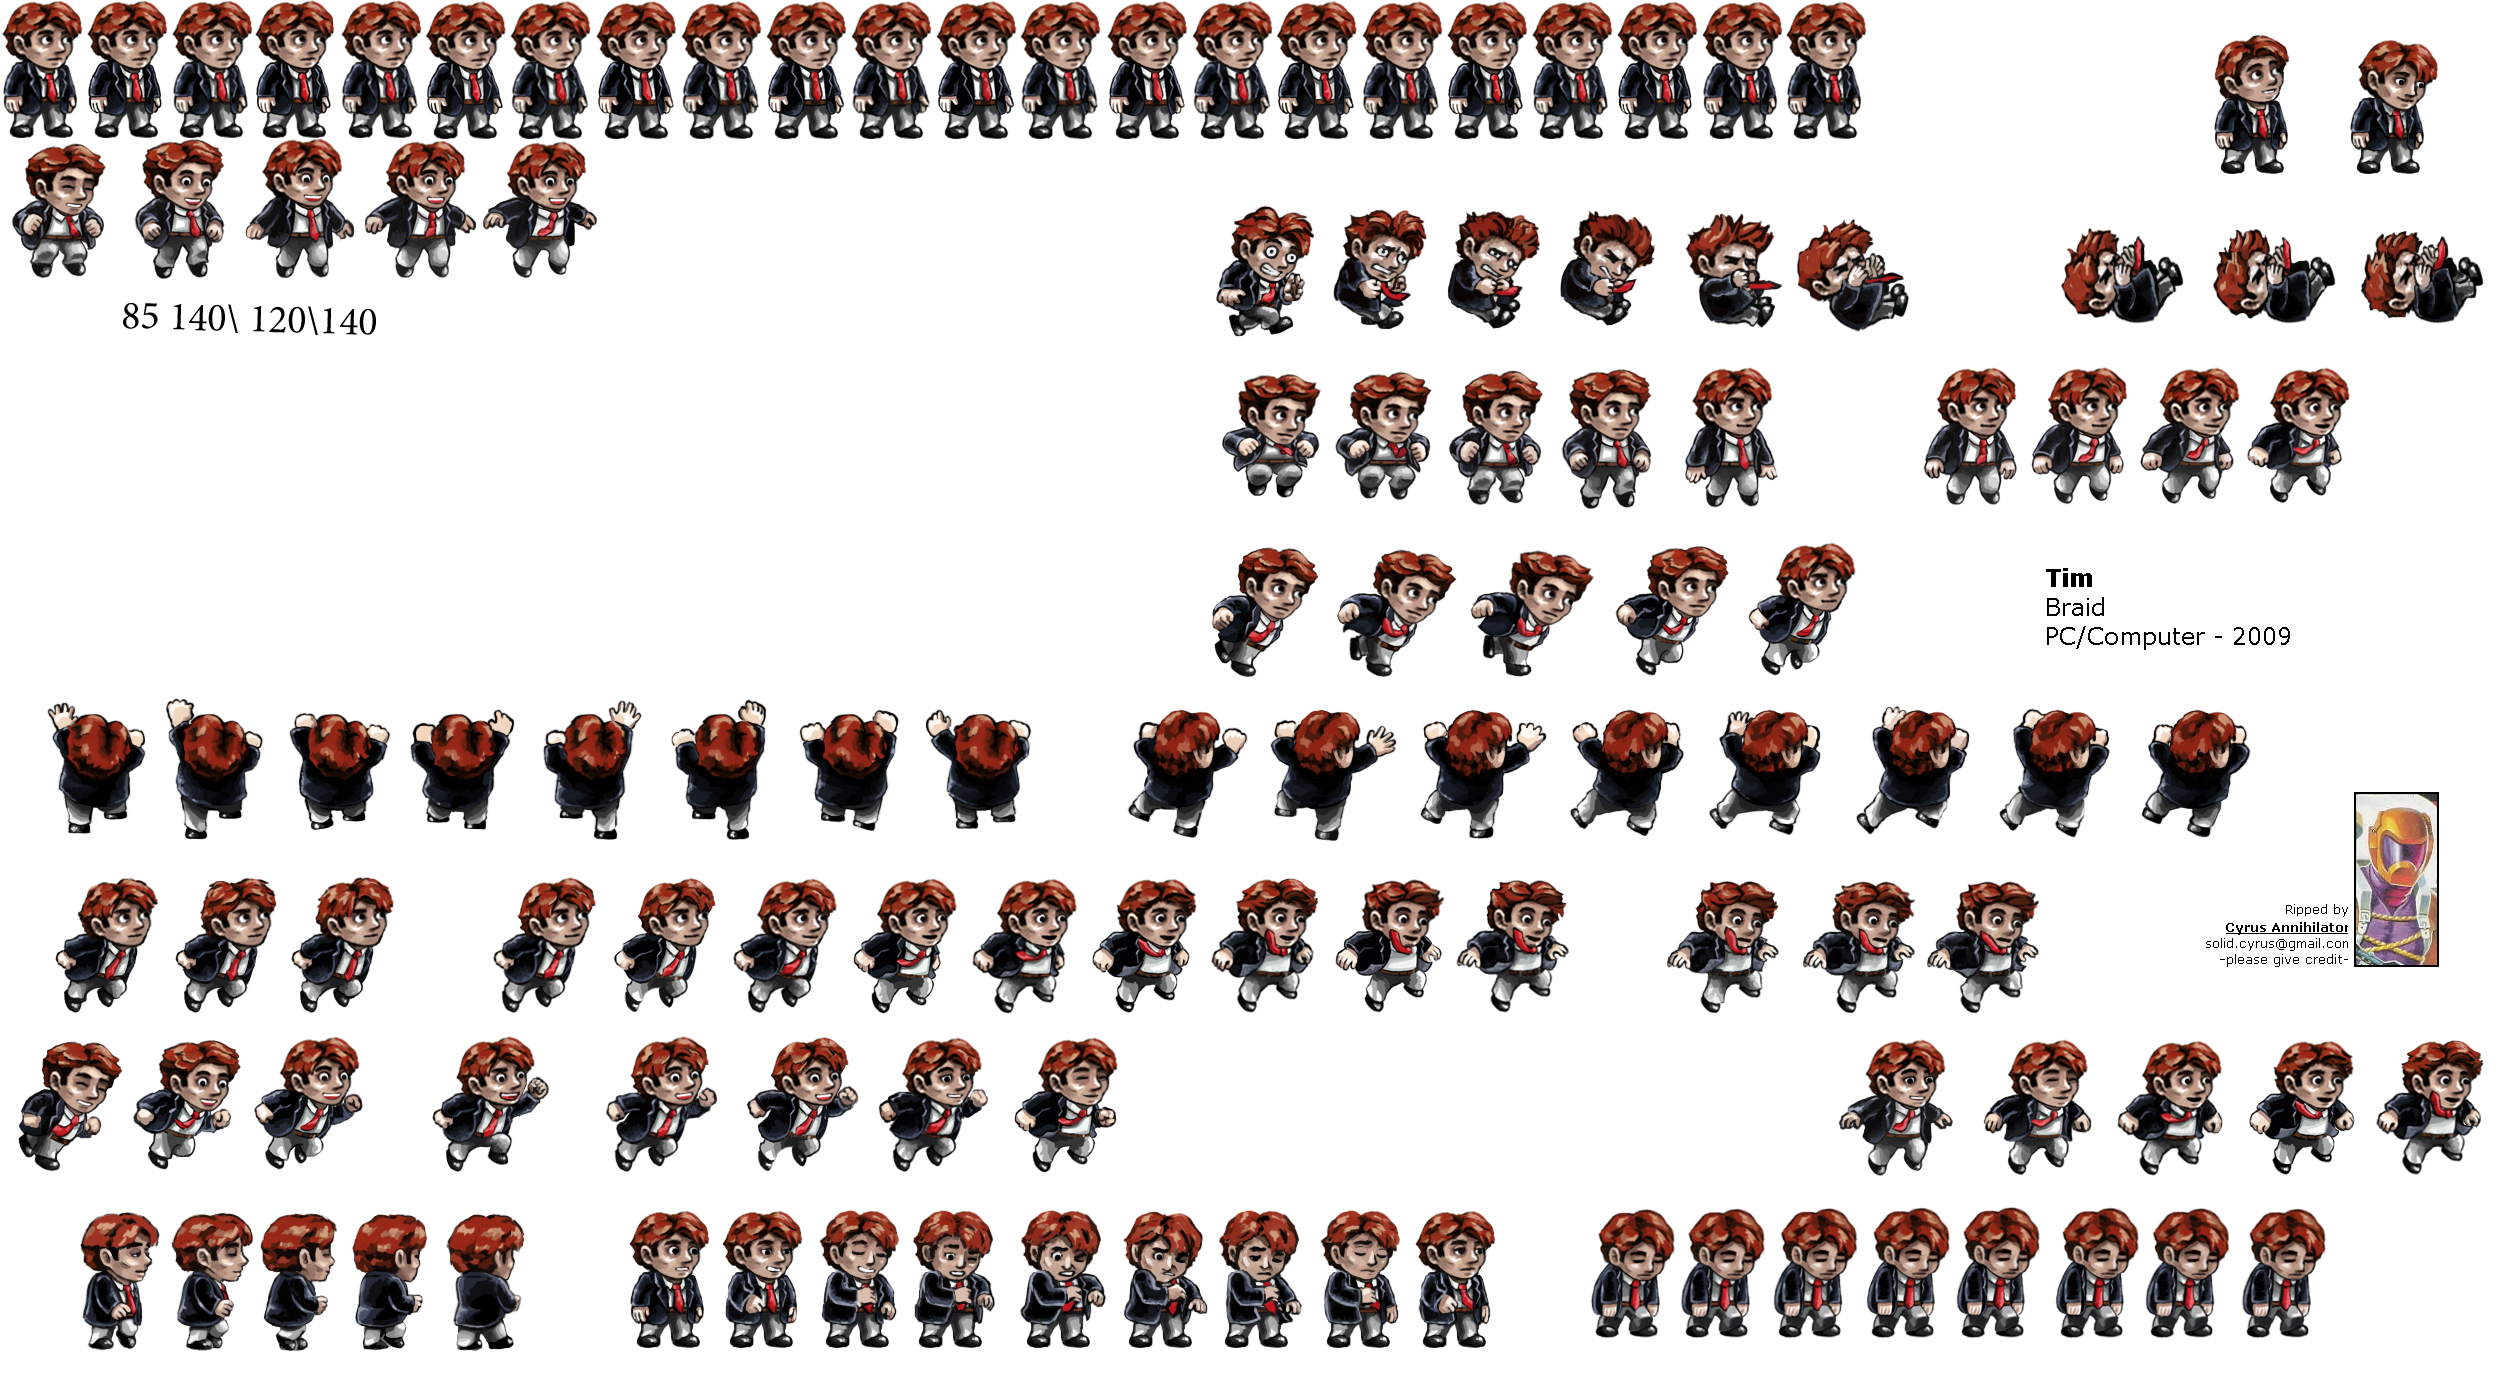 85 140\ 120\140
Tim
Braid
PC/Computer - 2009
Ripped by
Cyrus Annihilator
solid.cyrus@gmail.con
-please give credit-